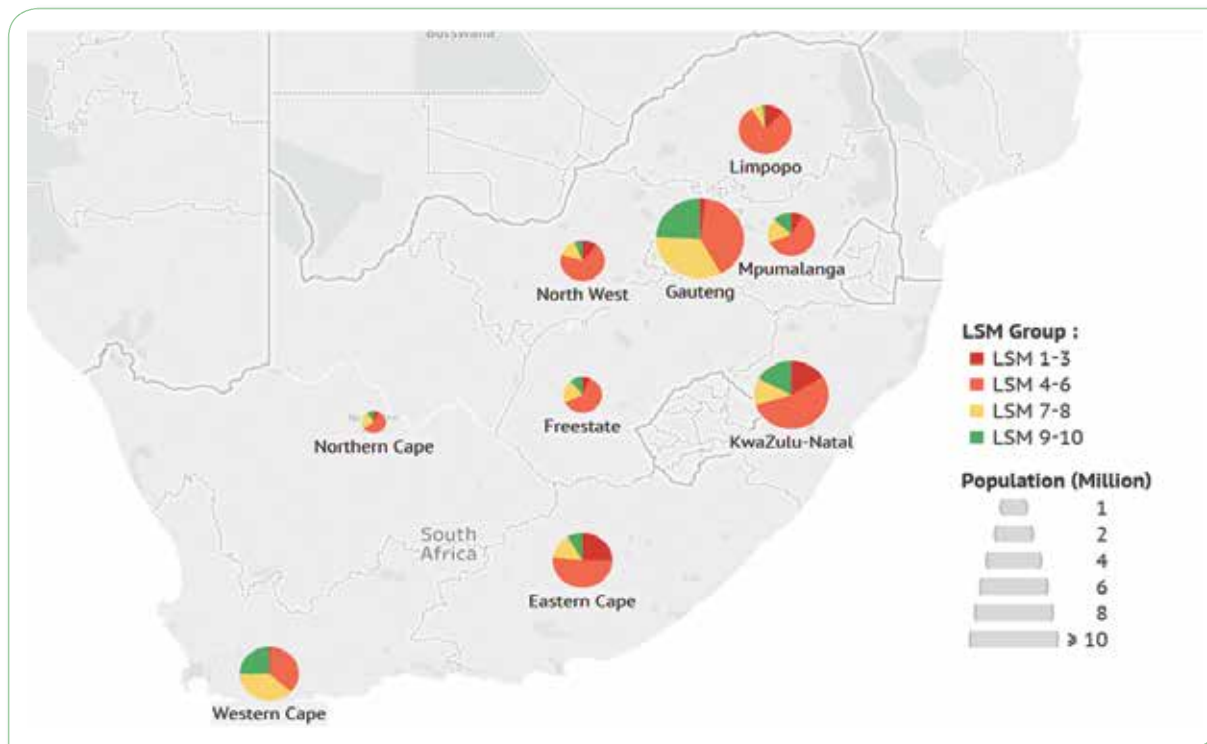 Limpopo
Mpumalanga
North West
Gauteng
Freestate
KwaZulu-Natal
Northern Cape
South
Africa
Eastern Cape
Western Cape
LSM Group :
LSM 1-3
LSM 4-6
LSM 7-8
LSM 9-10
Population (Million)
1
2
4
6
8
⩾ 10